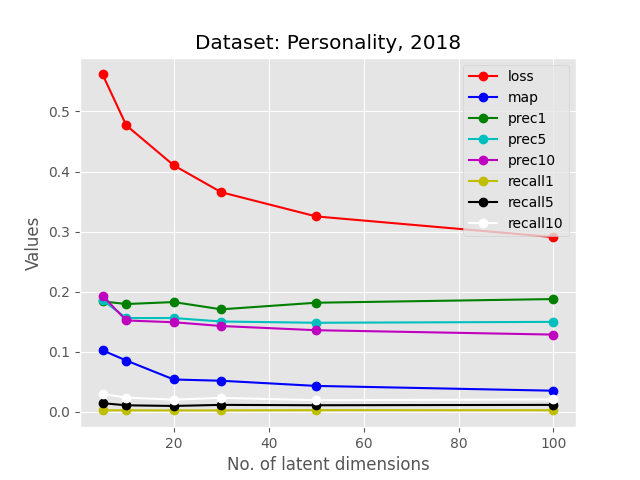 Dataset: Personality, 2018
loss
map
prec1
prec5
prec10
recall1
recall5
recall10
Values
0.5
0.4
0.3
0.2
0.1
0.0
20
40
60
80
100
No. of latent dimensions